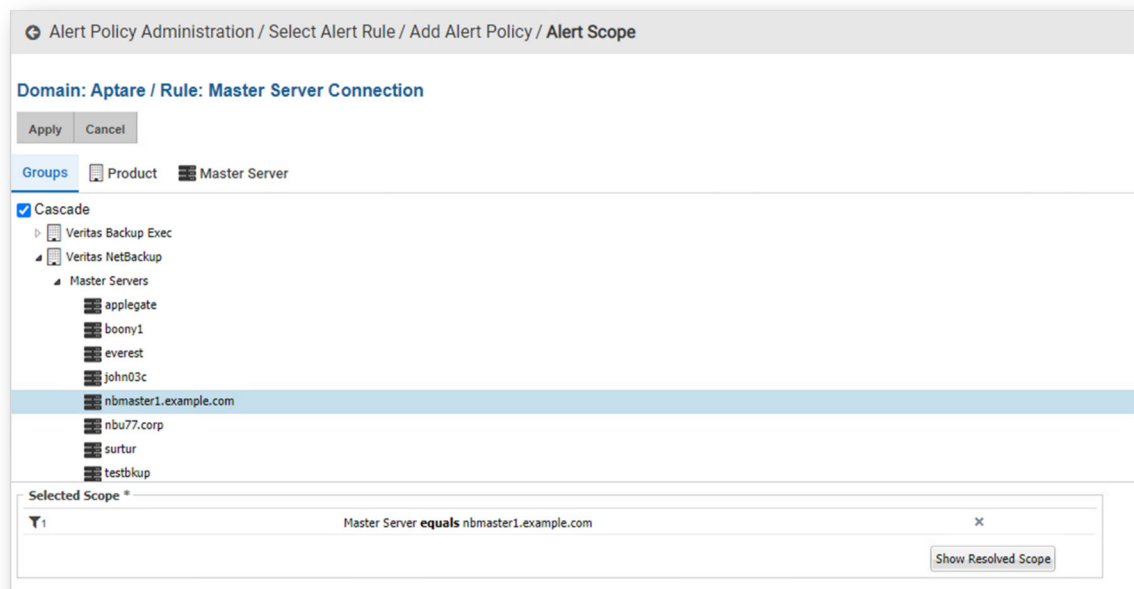 Alert Policy Administration / Select Alert Rule / Add Alert Policy / Alert Scope
Domain: Aptare / Rule: Master Server Connection
Apply Cancel
Groups Product Master Server
Cascade
Veritas Backup Exec
Veritas NetBackup
Master Servers
applegate
boony1
everest
john03c
nbmaster1.example.com
nbu77.corp
surtur
testbkup
Selected Scope *
1 Master Server equals nbmaster1.example.com
Show Resolved Scope